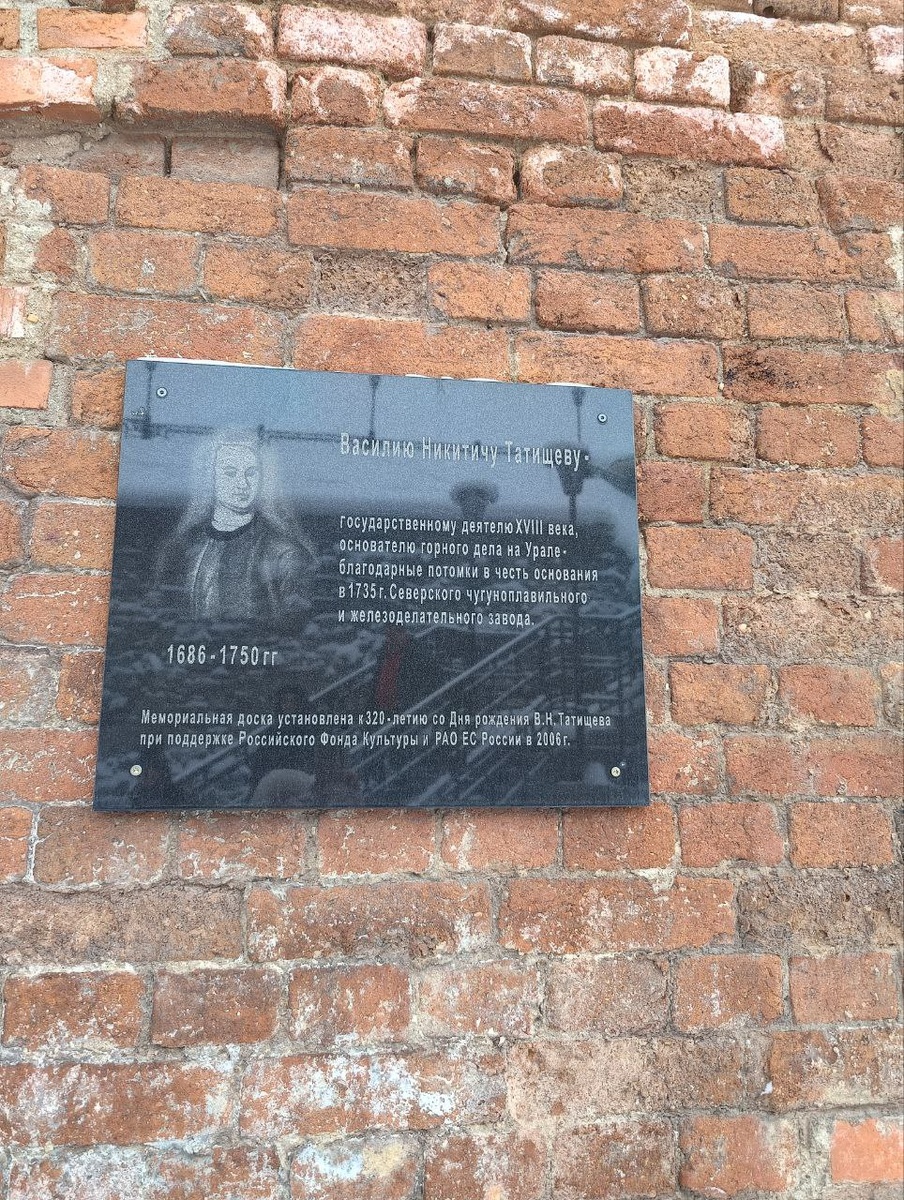 Василию Никитичу Татищеву-
государственному деятелю XVIII века,
основателю горного дела на Урале-
благодарные потомки в честь основания
в 1735 г. Северского чугуноплавильного
и железоделательного завода.
1686-1750 гг
Мемориальная доска установлена к 320-летию со Дня рождения В.Н. Татищева
при поддержке Российского Фонда Культуры и РАО ЕС России в 2006 г.